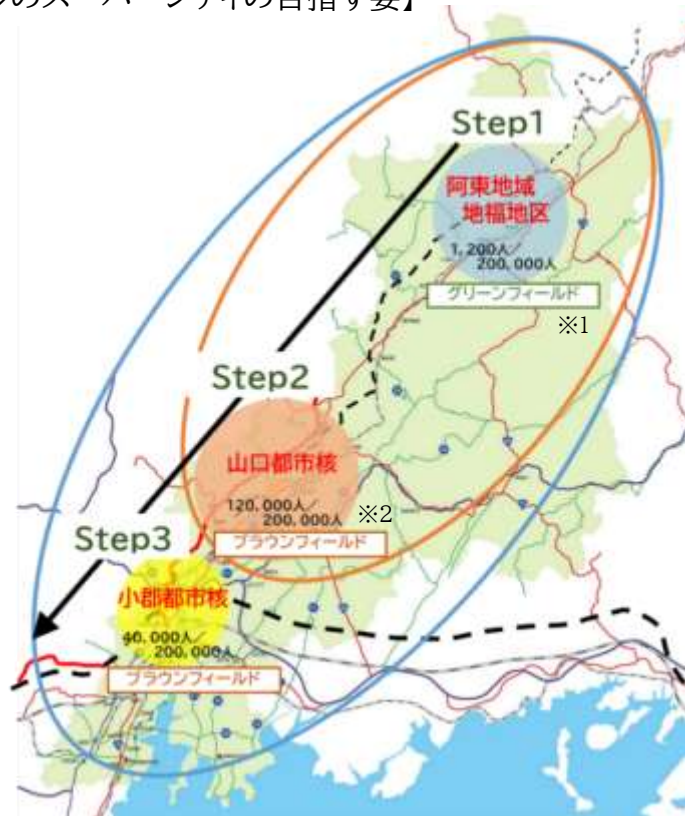 のスーパーシティの目指す姿】
Step1
阿東地域
地福地区
1,200人/
200,000人
グリーンフィールド
※1
Step2
山口都市核
120,000人/
200,000人
※2
ブラウンフィールド
Step3
小郡都市核
40,000人/
200,000人
ブラウンフィールド